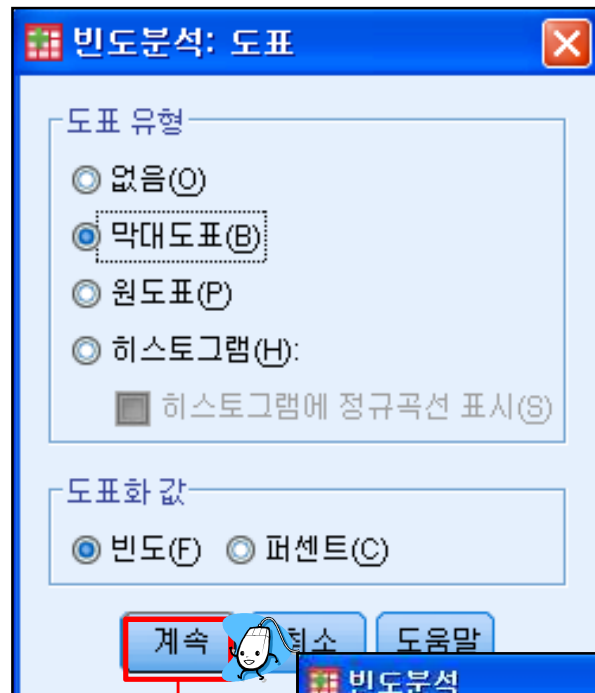 빈도분석: 도표
도표 유형
없음(O)
막대도표(B)
원도표(P)
히스토그램(H):
히스토그램에 정규곡선 표시(S)
도표화 값
빈도(F) 퍼센트(C)
계속 취소 도움말
빈도분석